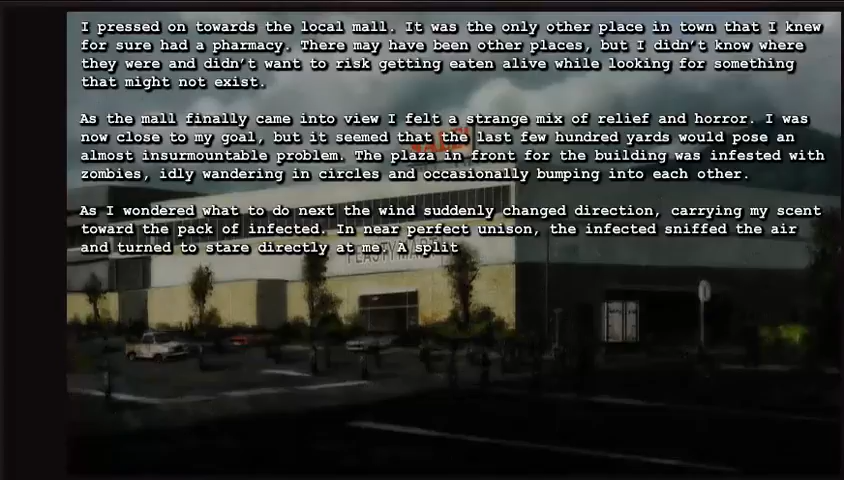 I pressed on towards the local mall. It was the only other place in town that I knew
for sure had a pharmacy. There may have been other places, but I didn't know where
they were and didn't want to risk getting eaten alive while looking for something
that might not exist.
As the mall finally came into view I felt a strange mix of relief and horror. I was
now close to my goal, but it seemed that the last few hundred yards would pose an
almost insurmountable problem. The plaza in front for the building was infested with
zombies, idly wandering in circles and occasionally bumping into each other.
As I wondered what to do next the wind suddenly changed direction, carrying my scent
toward the pack of infected. In near perfect unison, the infected sniffed the air
and turned to stare directly at me. A split